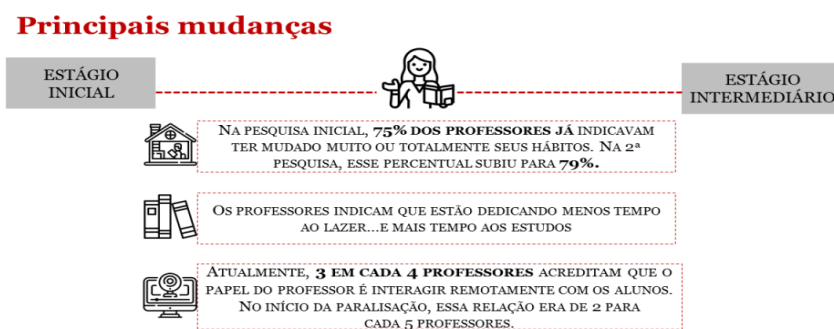 Principais mudanças
ESTÁGIO
INICIAL
ESTÁGIO
INTERMEDIÁRIO
NA PESQUISA INICIAL, 75% DOS PROFESSORES JÁ INDICAVAM
TER MUDADO MUITO OU TOTALMENTE SEUS HÁBITOS. NA 2ª
PESQUISA, ESSE PERCENTUAL SUBIU PARA 79%.
OS PROFESSORES INDICAM QUE ESTÃO DEDICANDO MENOS TEMPO
AO LAZER...E MAIS TEMPO AOS ESTUDOS
ATUALMENTE, 3 EM CADA 4 PROFESSORES ACREDITAM QUE O
PAPEL DO PROFESSOR É INTERAGIR REMOTAMENTE COM OS ALUNOS.
NO INÍCIO DA PARALISAÇÃO, ESSA RELAÇÃO ERA DE 2 PARA
CADA 5 PROFESSORES.